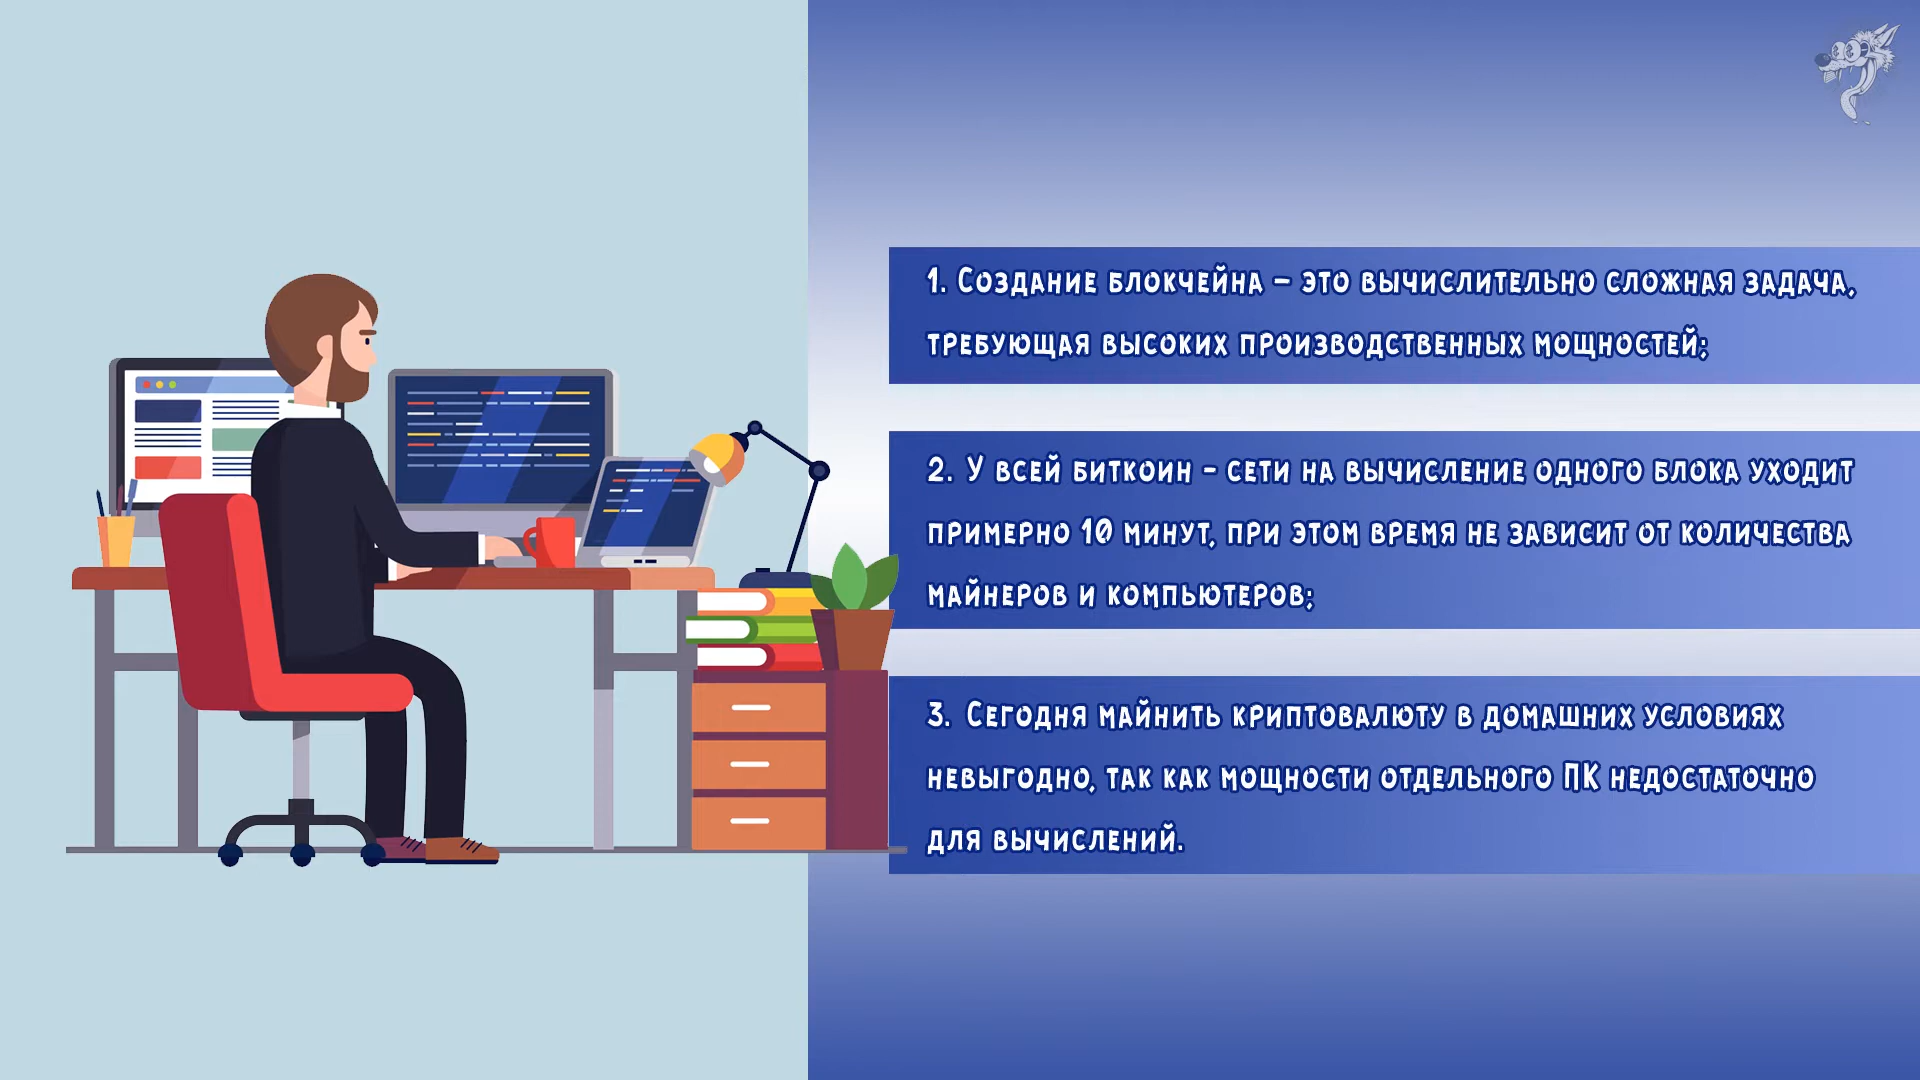 1. Создание блокчейна – это вычислительно сложная задача,
требующая высоких производственных мощностей;
2. У всей биткоин - сети на вычисление одного блока уходит
примерно 10 минут, при этом время не зависит от количества
майнеров и компьютеров;
3. Сегодня майнить криптовалюту в домашних условиях
невыгодно, так как мощности отдельного ПК недостаточно
для вычислений.